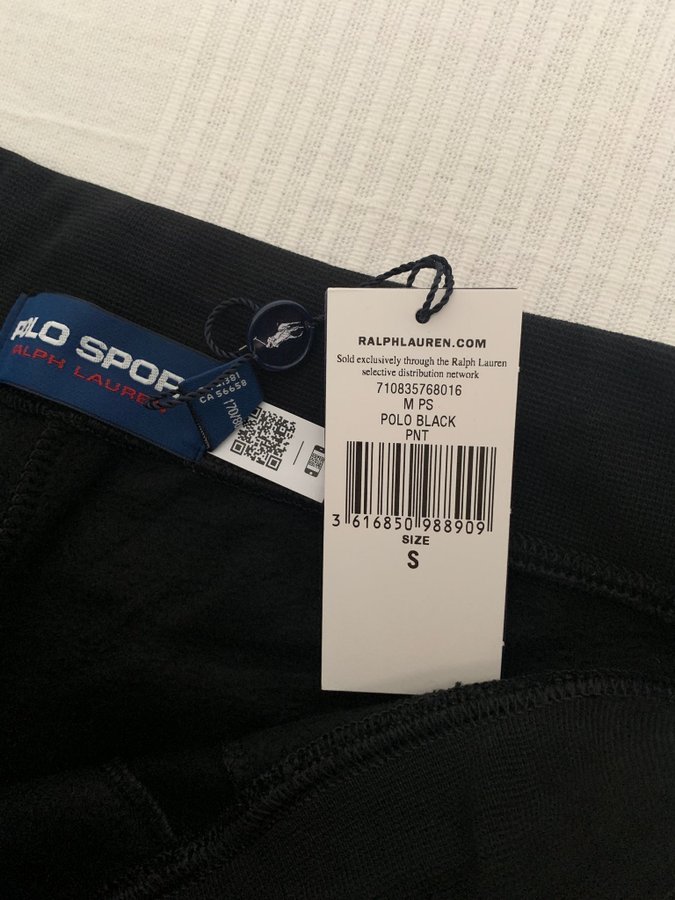 POLO SPOR
RALPH LAUREN
CA 56658
RALPHLAUREN.COM
Sold exclusively through the Ralph Lauren
selective distribution network
710835768016
M PS
POLO BLACK
PNT
3 616850 988909
SIZE
S